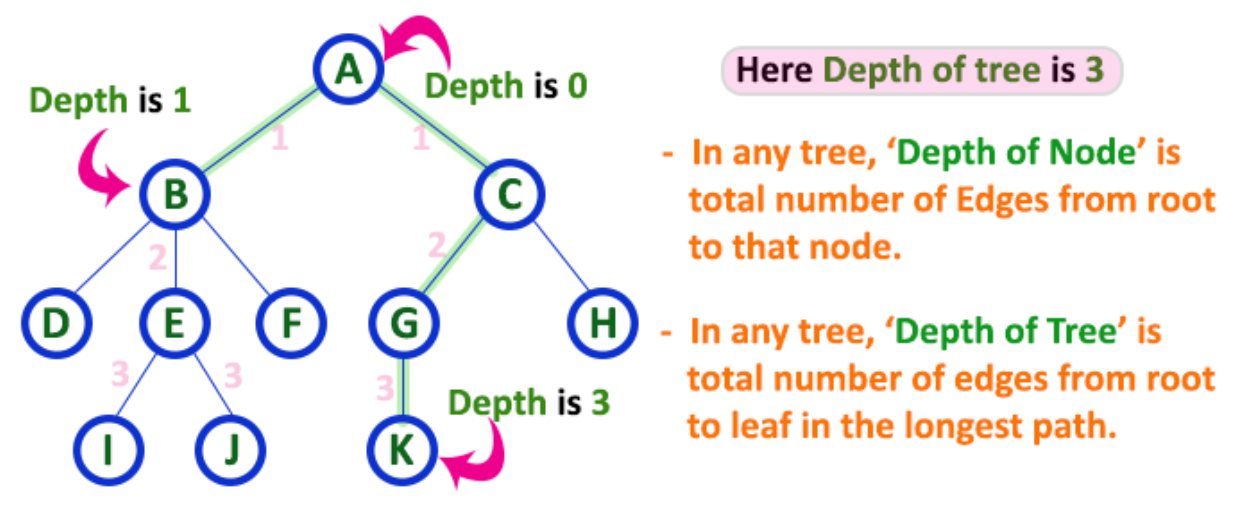 A
Depth is 0
Here Depth of tree is 3
Depth is 1
1
1
- In any tree, ‘Depth of Node’ is
total number of Edges from root
to that node.
B
C
2
2
D
E
F
G
H
- In any tree, ‘Depth of Tree’ is
total number of edges from root
to leaf in the longest path.
3
3
3
Depth is 3
I
J
K